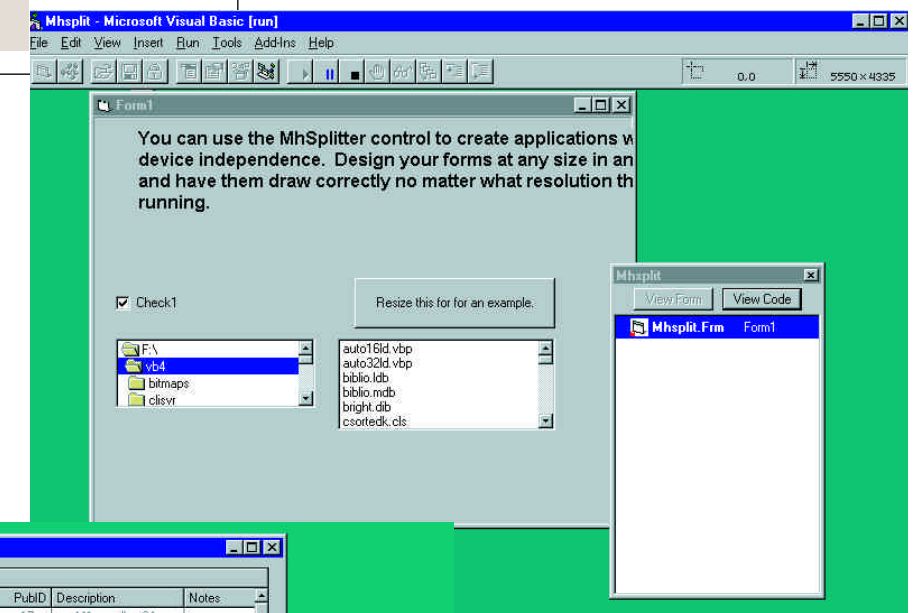 Mhsplit - Microsoft Visual Basic [run]
File Edit View Insert Run Tools Add-Ins Help
0,0 5550 × 4335
Form1
You can use the MhSplitter control to create applications w
device independence. Design your forms at any size in an
and have them draw correctly no matter what resolution th
running.
Check1
Resize this for for an example.
F:\
vb4
bitmaps
clisvr
auto16ld.vbp
auto32ld.vbp
biblio.ldb
biblio.mdb
bright.dib
csortedk.cls
Mhsplit
View Form View Code
Mhsplit.Frm Form1
PubID Description Notes